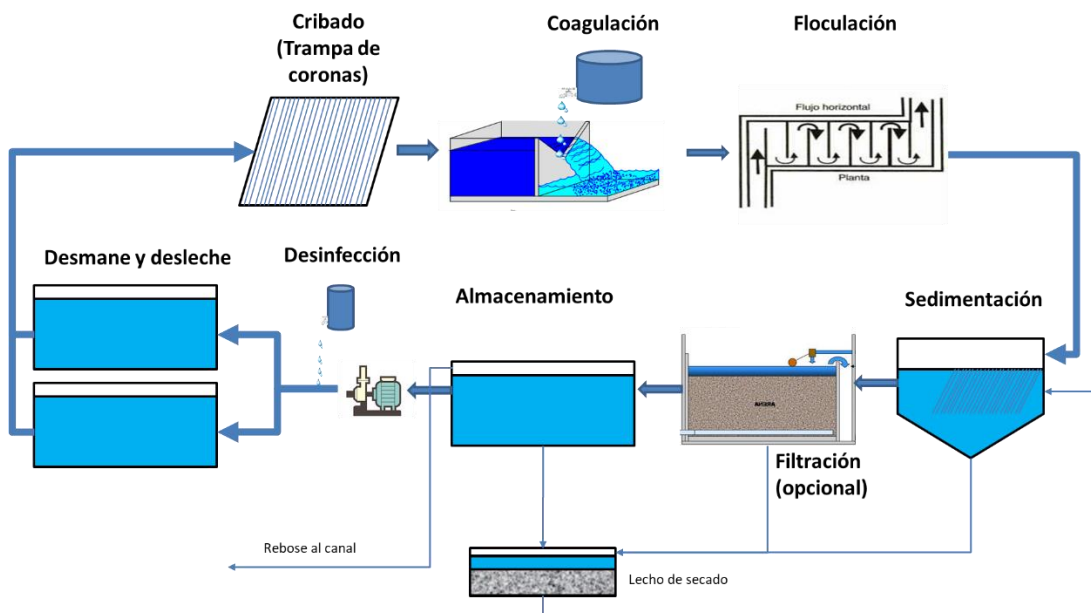 Cribado
(Trampa de
coronas)
Coagulación
Floculación
Flujo horizontal
Planta
Desmane y desleche
Desinfección
Almacenamiento
Sedimentación
ARENA
Filtración
(opcional)
Rebose al canal
Lecho de secado